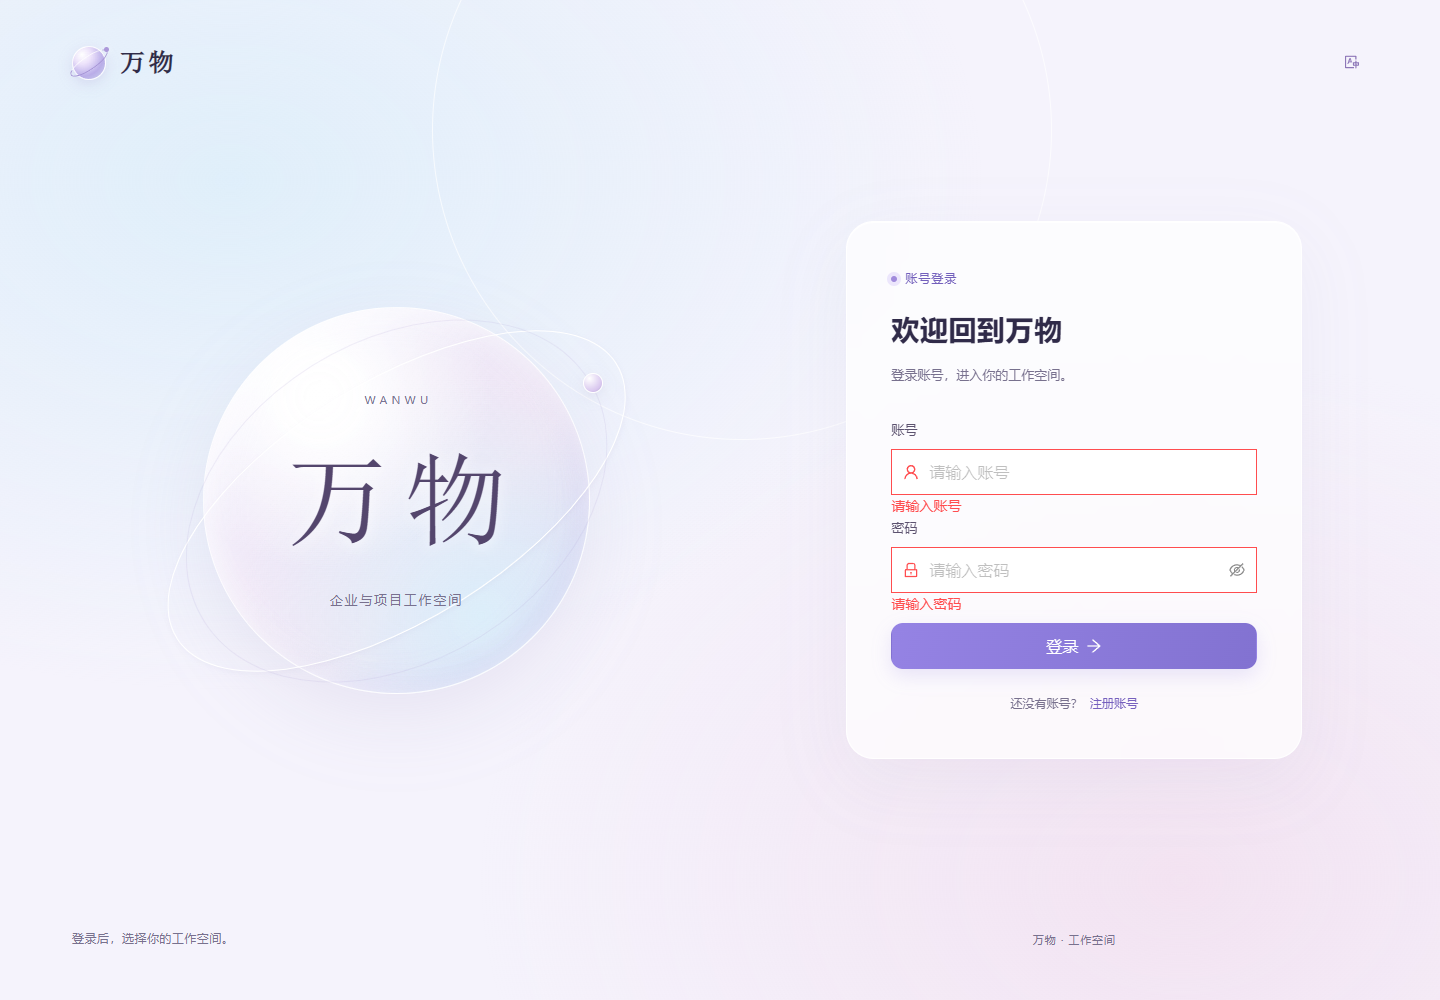 万物
WANWU
万物
企业与项目工作空间
账号登录
欢迎回到万物
登录账号，进入你的工作空间。
账号
请输入账号
请输入账号
密码
请输入密码
请输入密码
登录
还没有账号？ 注册账号
登录后，选择你的工作空间。
万物 · 工作空间